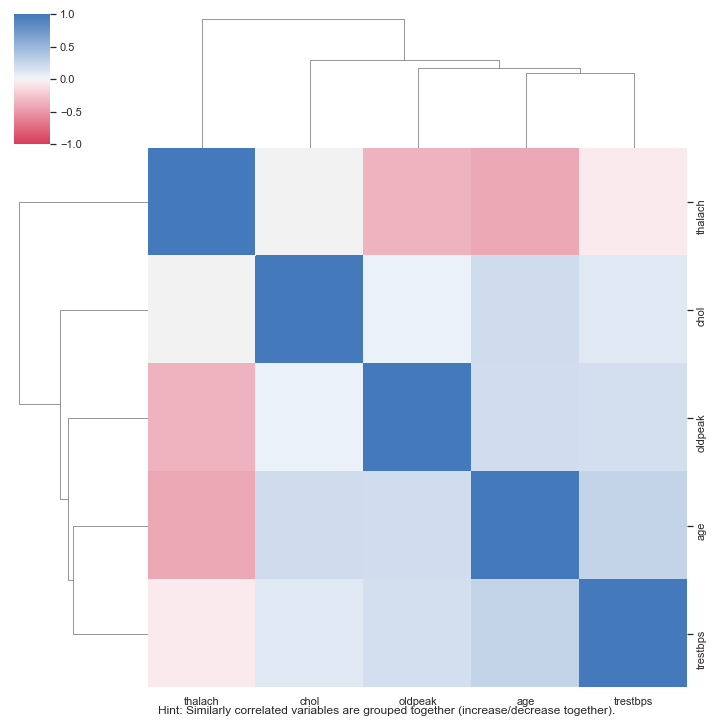 1.0
0.5
0.0
−0.5
−1.0
thalach
chol
oldpeak
age
trestbps
thalach chol oldpeak age trestbps
Hint: Similarly correlated variables are grouped together (increase/decrease together).